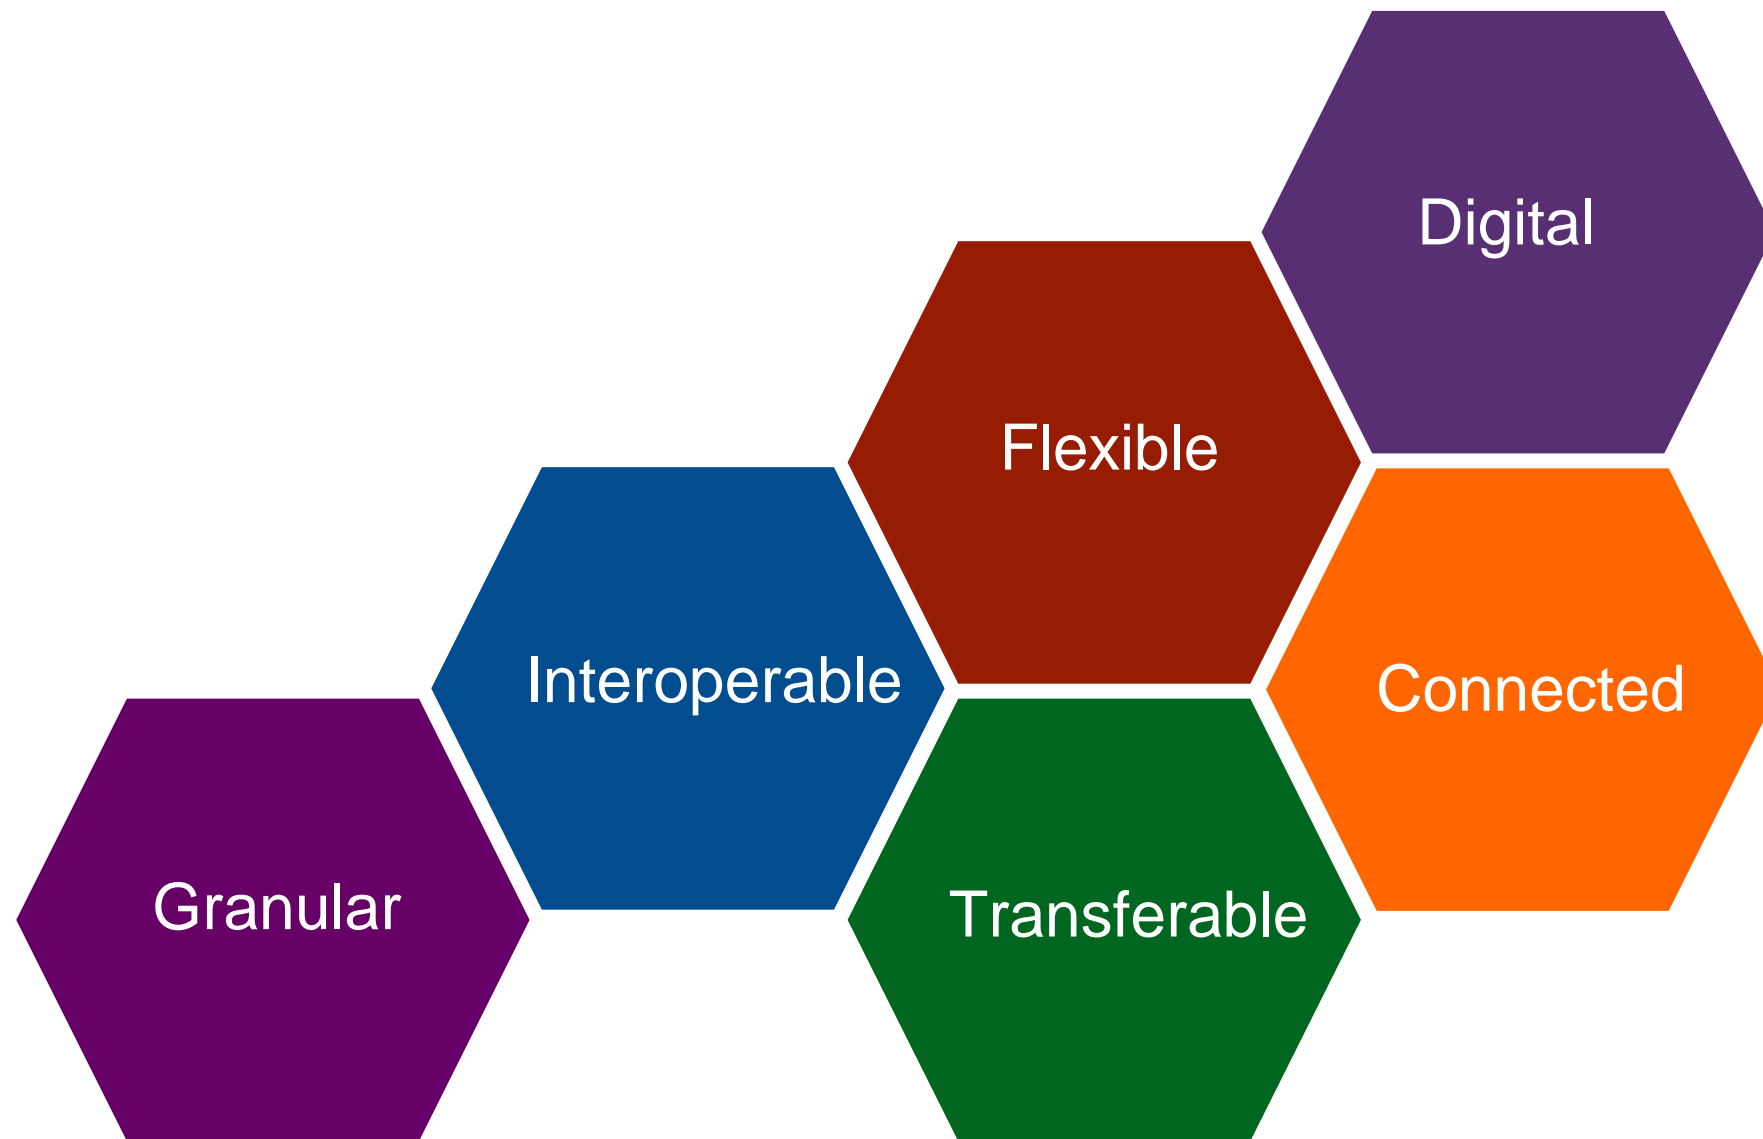 Digital
Flexible
Interoperable
Connected
Granular
Transferable